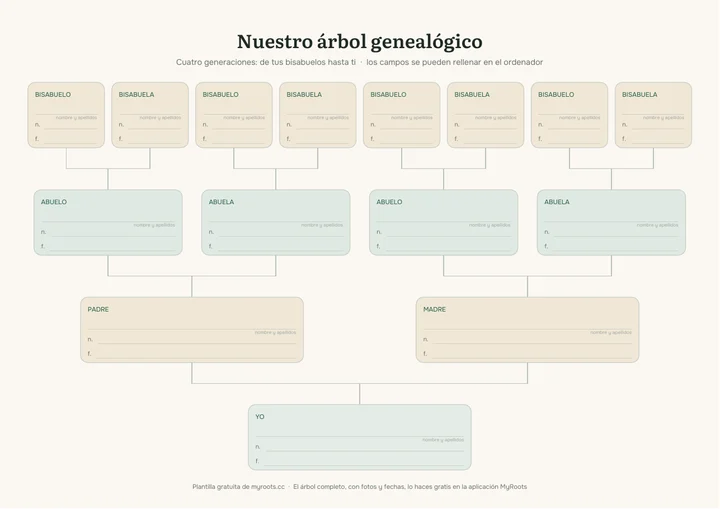 Nuestro árbol genealógico
Cuatro generaciones: de tus bisabuelos hasta ti · los campos se pueden rellenar en el ordenador
BISABUELO
nombre y apellidos
n.
f.
BISABUELA
nombre y apellidos
n.
f.
BISABUELO
nombre y apellidos
n.
f.
BISABUELA
nombre y apellidos
n.
f.
BISABUELO
nombre y apellidos
n.
f.
BISABUELA
nombre y apellidos
n.
f.
BISABUELO
nombre y apellidos
n.
f.
BISABUELA
nombre y apellidos
n.
f.
ABUELO
nombre y apellidos
n.
f.
ABUELA
nombre y apellidos
n.
f.
ABUELO
nombre y apellidos
n.
f.
ABUELA
nombre y apellidos
n.
f.
PADRE
nombre y apellidos
n.
f.
MADRE
nombre y apellidos
n.
f.
YO
nombre y apellidos
n.
f.
Plantilla gratuita de myroots.cc · El árbol completo, con fotos y fechas, lo haces gratis en la aplicación MyRoots